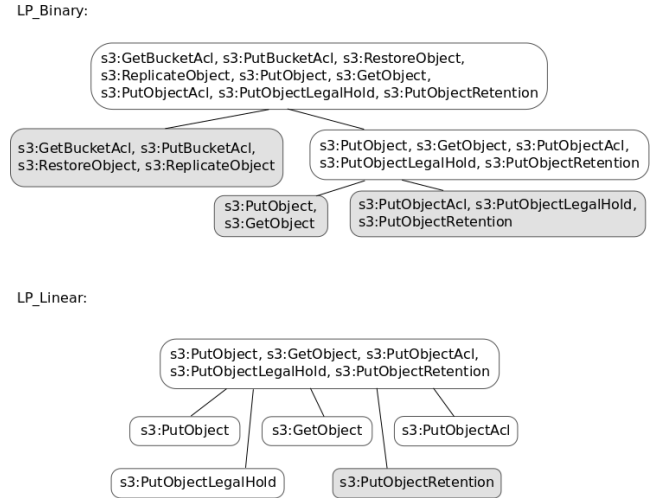 LP_Binary:
s3:GetBucketAcl, s3:PutBucketAcl, s3:RestoreObject,
s3:ReplicateObject, s3:PutObject, s3:GetObject,
s3:PutObjectAcl, s3:PutObjectLegalHold, s3:PutObjectRetention
s3:GetBucketAcl, s3:PutBucketAcl,
s3:RestoreObject, s3:ReplicateObject
s3:PutObject, s3:GetObject, s3:PutObjectAcl,
s3:PutObjectLegalHold, s3:PutObjectRetention
s3:PutObject,
s3:GetObject
s3:PutObjectAcl, s3:PutObjectLegalHold,
s3:PutObjectRetention
LP_Linear:
s3:PutObject, s3:GetObject, s3:PutObjectAcl,
s3:PutObjectLegalHold, s3:PutObjectRetention
s3:PutObject
s3:GetObject
s3:PutObjectAcl
s3:PutObjectLegalHold
s3:PutObjectRetention